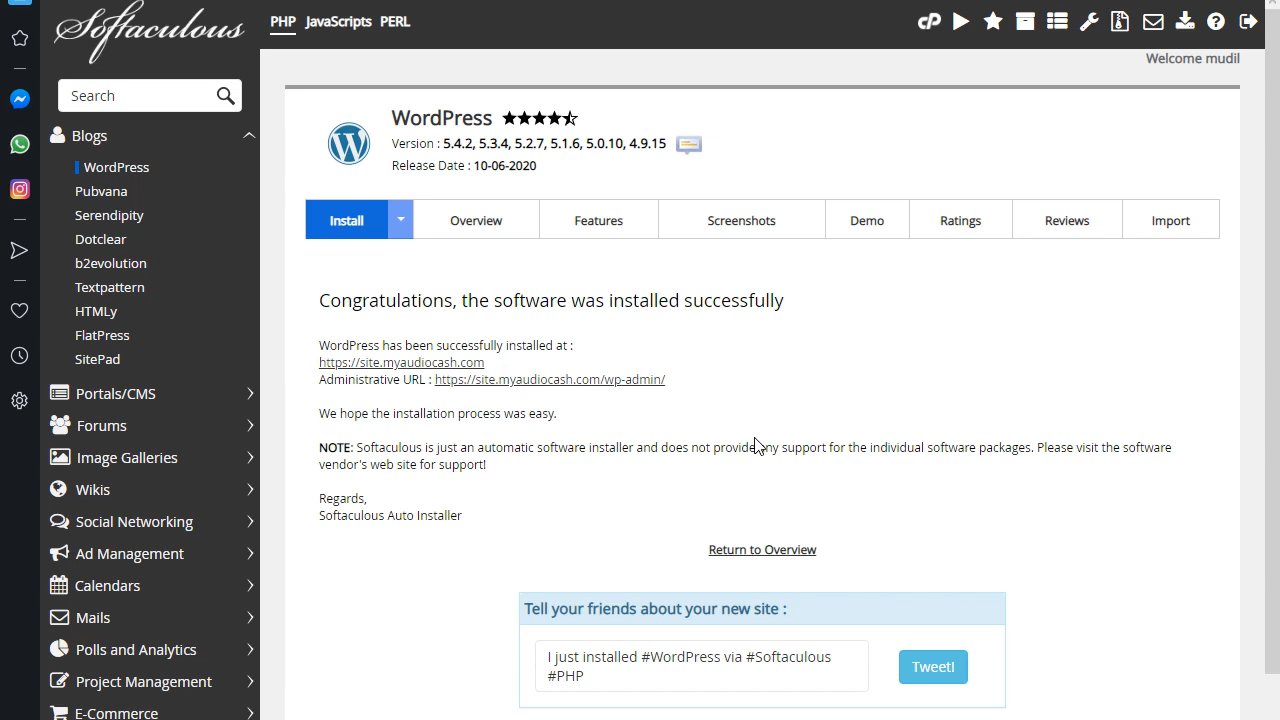 Softaculous
PHP JavaScripts PERL
Welcome mudil
Search
Blogs
WordPress
Pubvana
Serendipity
Dotclear
b2evolution
Textpattern
HTMLy
FlatPress
SitePad
Portals/CMS
Forums
Image Galleries
Wikis
Social Networking
Ad Management
Calendars
Mails
Polls and Analytics
Project Management
E-Commerce
WordPress
Version : 5.4.2, 5.3.4, 5.2.7, 5.1.6, 5.0.10, 4.9.15
Release Date : 10-06-2020
Install Overview Features Screenshots Demo Ratings Reviews Import
Congratulations, the software was installed successfully
WordPress has been successfully installed at :
https://site.myaudiocash.com
Administrative URL : https://site.myaudiocash.com/wp-admin/
We hope the installation process was easy.
NOTE: Softaculous is just an automatic software installer and does not provide any support for the individual software packages. Please visit the software
vendor's web site for support!
Regards,
Softaculous Auto Installer
Return to Overview
Tell your friends about your new site :
I just installed #WordPress via #Softaculous
#PHP
Tweet!